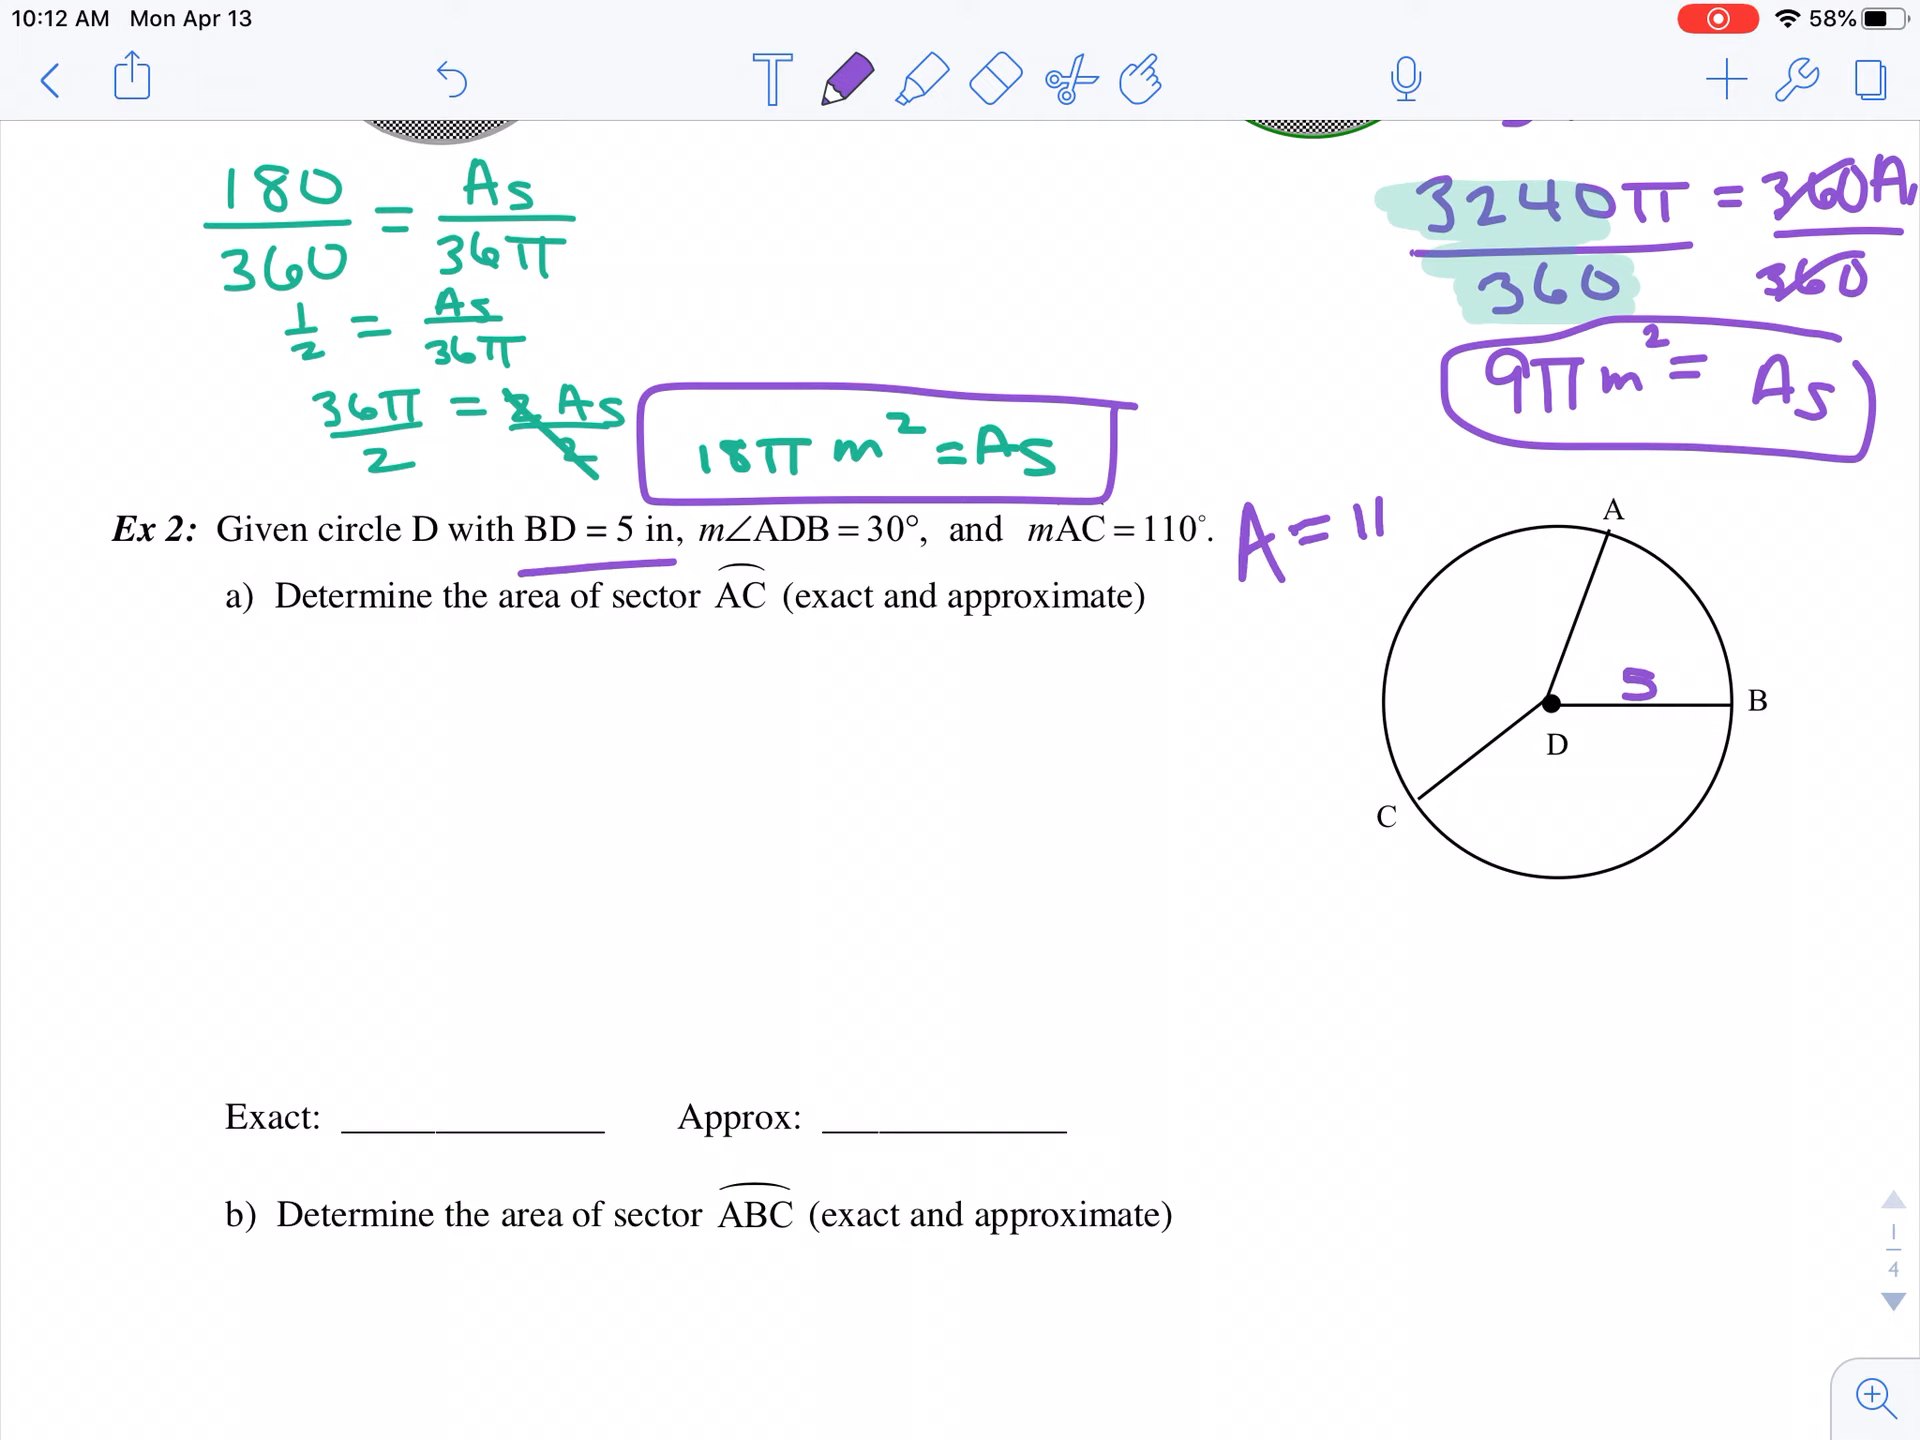 10:12 AM Mon Apr 13
58%
180/360 = As/36π
1/2 = As/36π
36π/2 = 2As/2
18π m² = As
3240π/360 = 360A/360
9π m² = As
Ex 2: Given circle D with BD = 5 in, m∠ADB = 30°, and mAC = 110°.
A = 11
a) Determine the area of sector AC (exact and approximate)
A
5
B
D
C
Exact: ____________ Approx: ____________
b) Determine the area of sector ABC (exact and approximate)
1
4